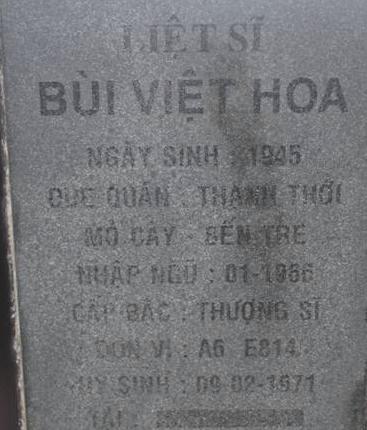 LIỆT SĨ
BÙI VIỆT HOA
NGÀY SINH : 1945
QUÊ QUÁN : THANH THỚI
MỎ CÀY - BẾN TRE
NHẬP NGŨ : 01-1966
CẤP BẬC : THƯỢNG SĨ
ĐƠN VỊ : A6 E814
HY SINH : 09-02-1971
TẠI :